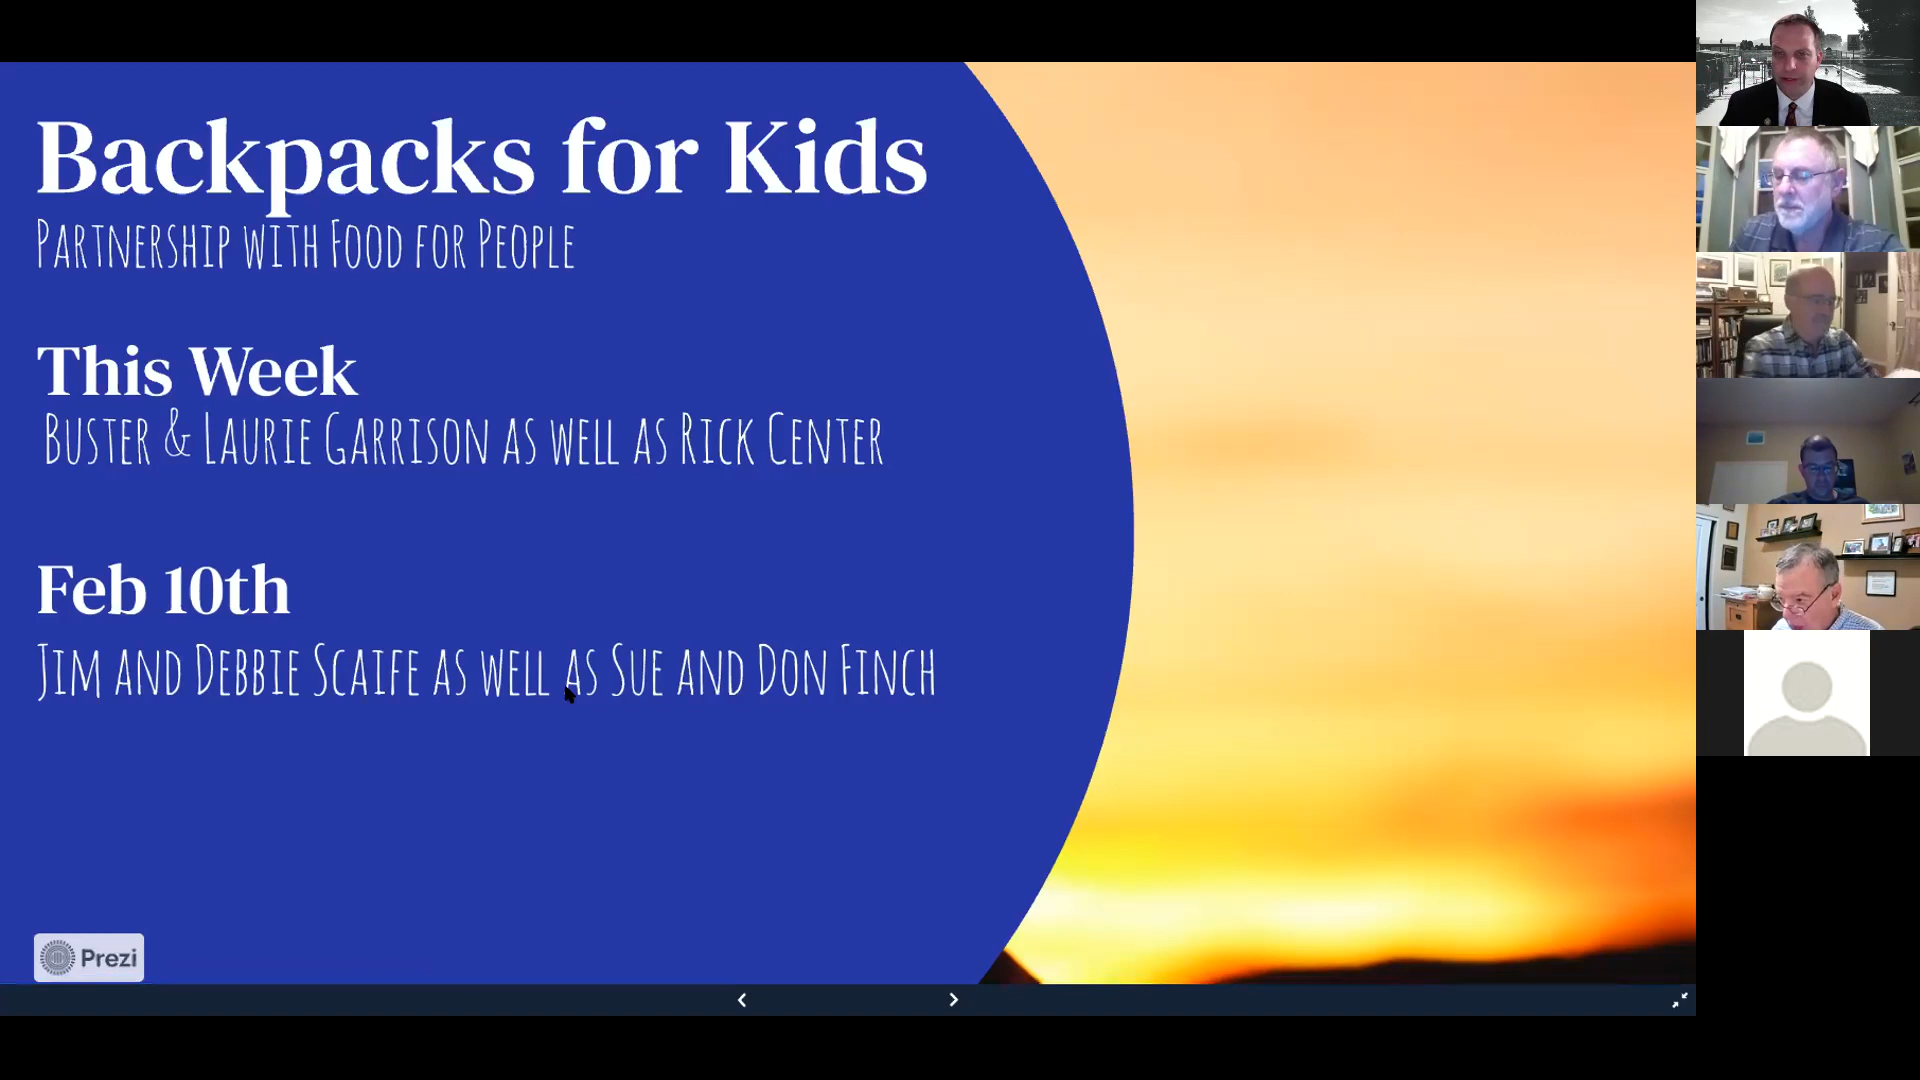 Backpacks for Kids
Partnership with Food for People
This Week
Buster & Laurie Garrison as well as Rick Center
Feb 10th
Jim and Debbie Scaife as well as Sue and Don Finch
Prezi